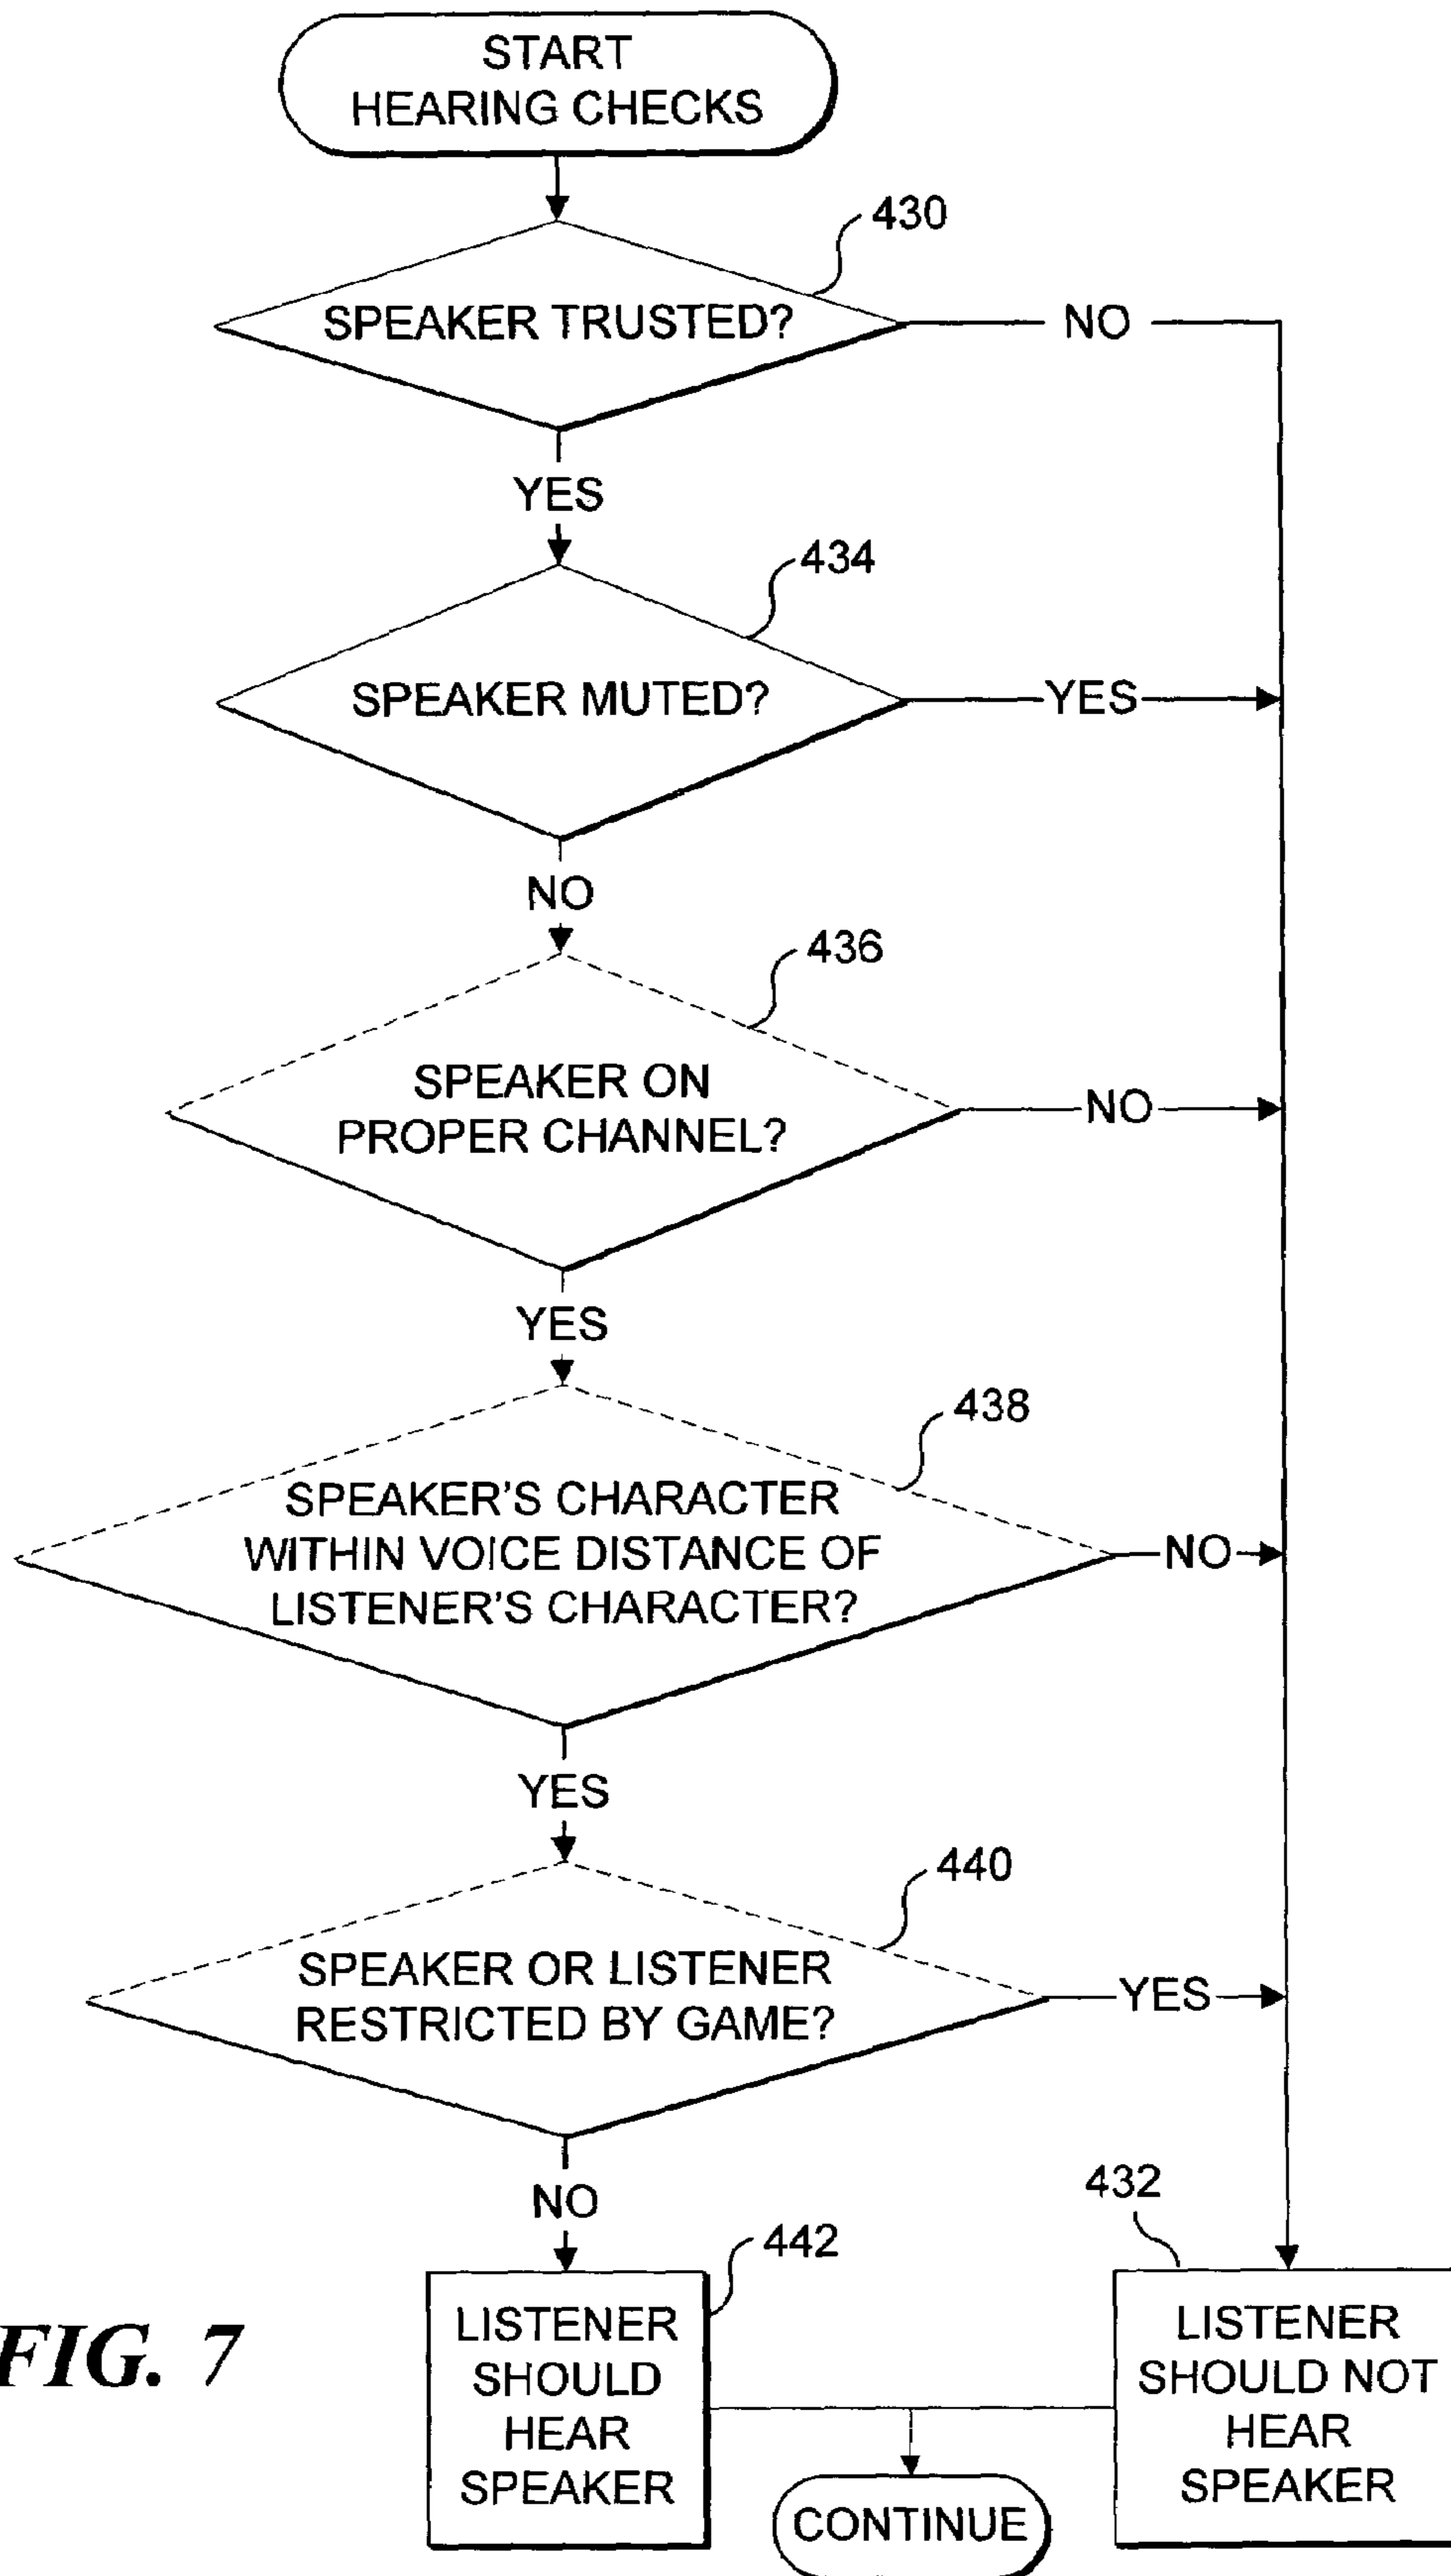 START
HEARING CHECKS
430
SPEAKER TRUSTED?
NO
YES
434
SPEAKER MUTED?
YES
NO
436
SPEAKER ON
PROPER CHANNEL?
NO
YES
438
SPEAKER'S CHARACTER
WITHIN VOICE DISTANCE OF
LISTENER'S CHARACTER?
NO
YES
440
SPEAKER OR LISTENER
RESTRICTED BY GAME?
YES
NO
442
432
LISTENER
SHOULD
HEAR
SPEAKER
LISTENER
SHOULD NOT
HEAR
SPEAKER
CONTINUE
FIG. 7